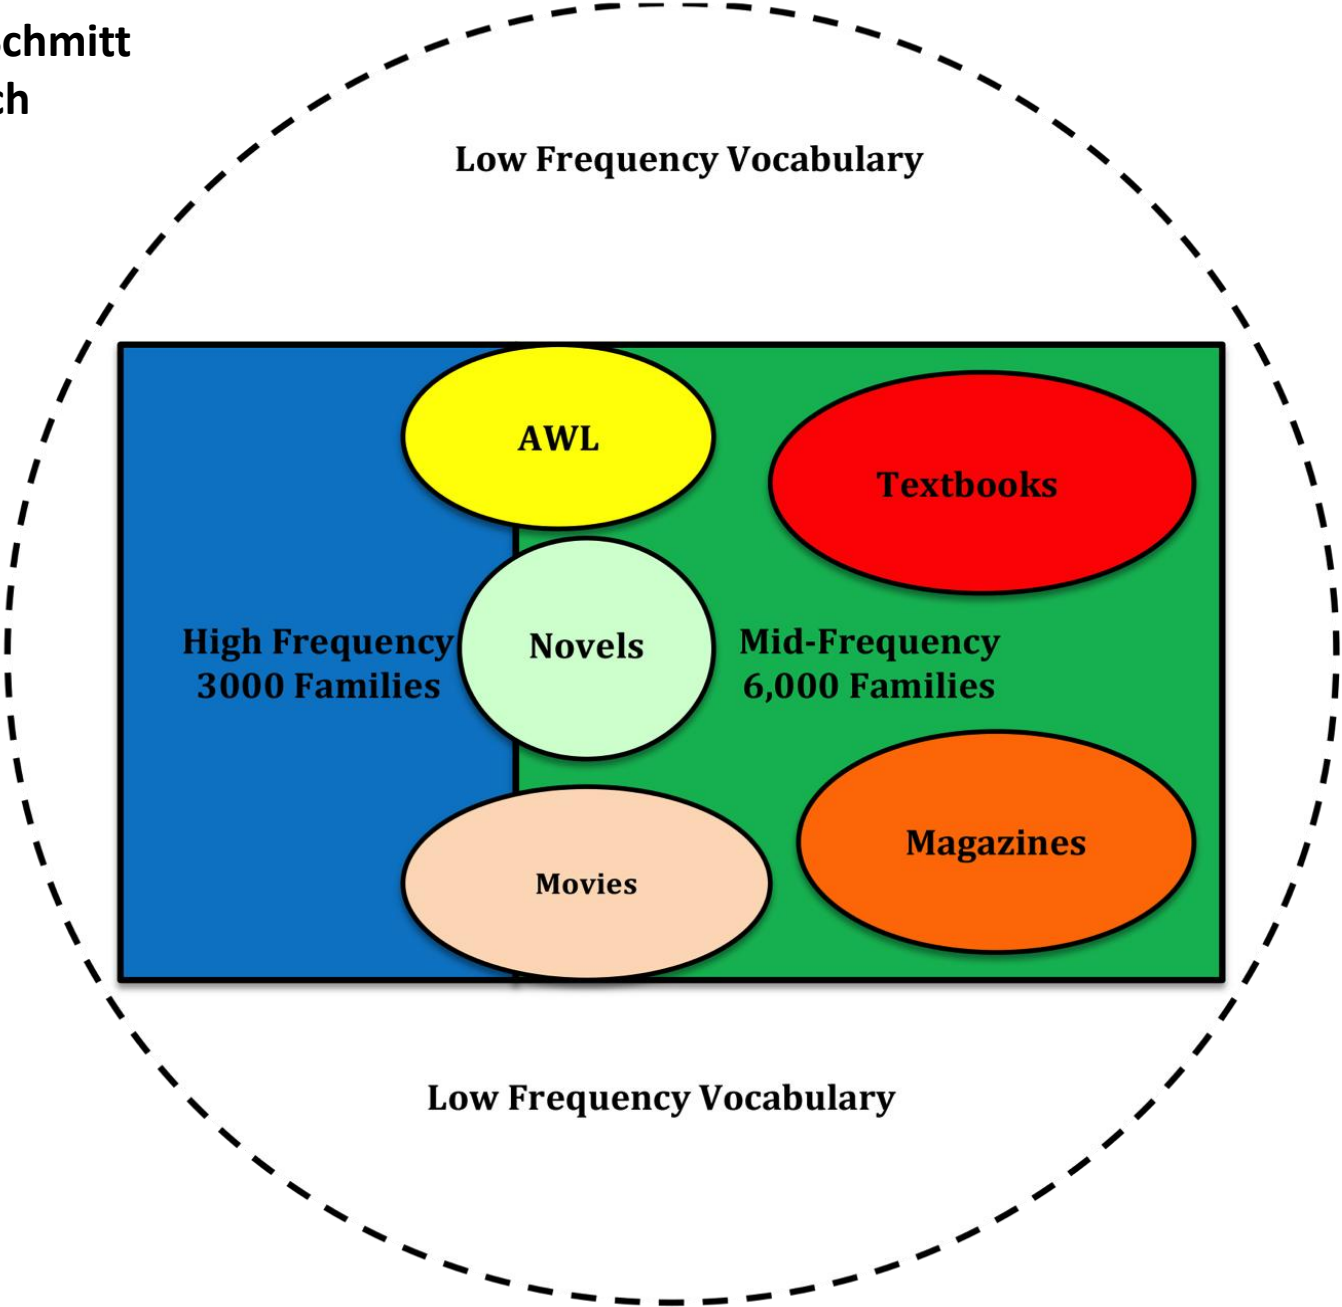 chmitt
ch
Low Frequency Vocabulary
AWL
Textbooks
High Frequency
3000 Families
Novels
Mid-Frequency
6,000 Families
Movies
Magazines
Low Frequency Vocabulary